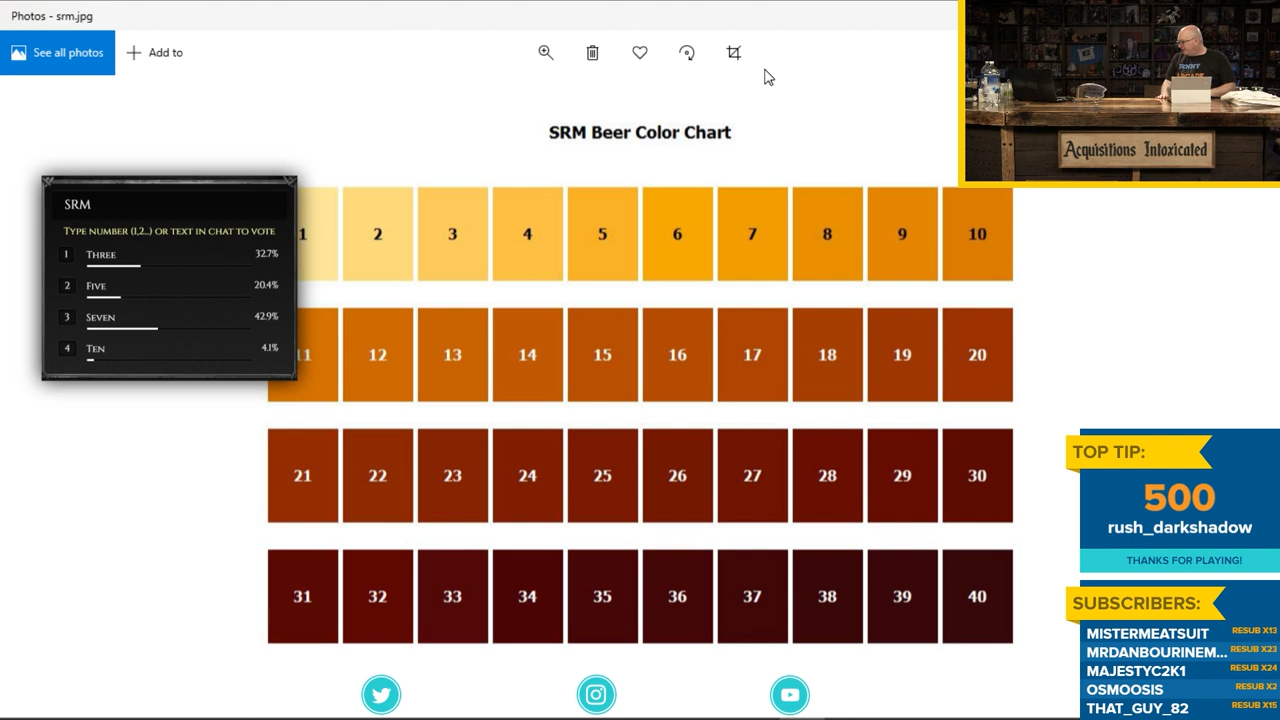 Photos - srm.jpg
See all photos
Add to
SRM Beer Color Chart
JENNY
ARCADE
Acquisitions Intoxicated
SRM
Type number (1,2...) or text in chat to vote
1 Three 32.7%
2 Five 20.4%
3 Seven 42.9%
4 Ten 4.1%
1 2 3 4 5 6 7 8 9 10
11 12 13 14 15 16 17 18 19 20
21 22 23 24 25 26 27 28 29 30
31 32 33 34 35 36 37 38 39 40
TOP TIP:
500
rush_darkshadow
THANKS FOR PLAYING!
SUBSCRIBERS:
MISTERMEATSUIT RESUB X13
MRDANBOURINEM... RESUB X23
MAJESTYC2K1 RESUB X24
OSMOOSIS RESUB X2
THAT_GUY_82 RESUB X15